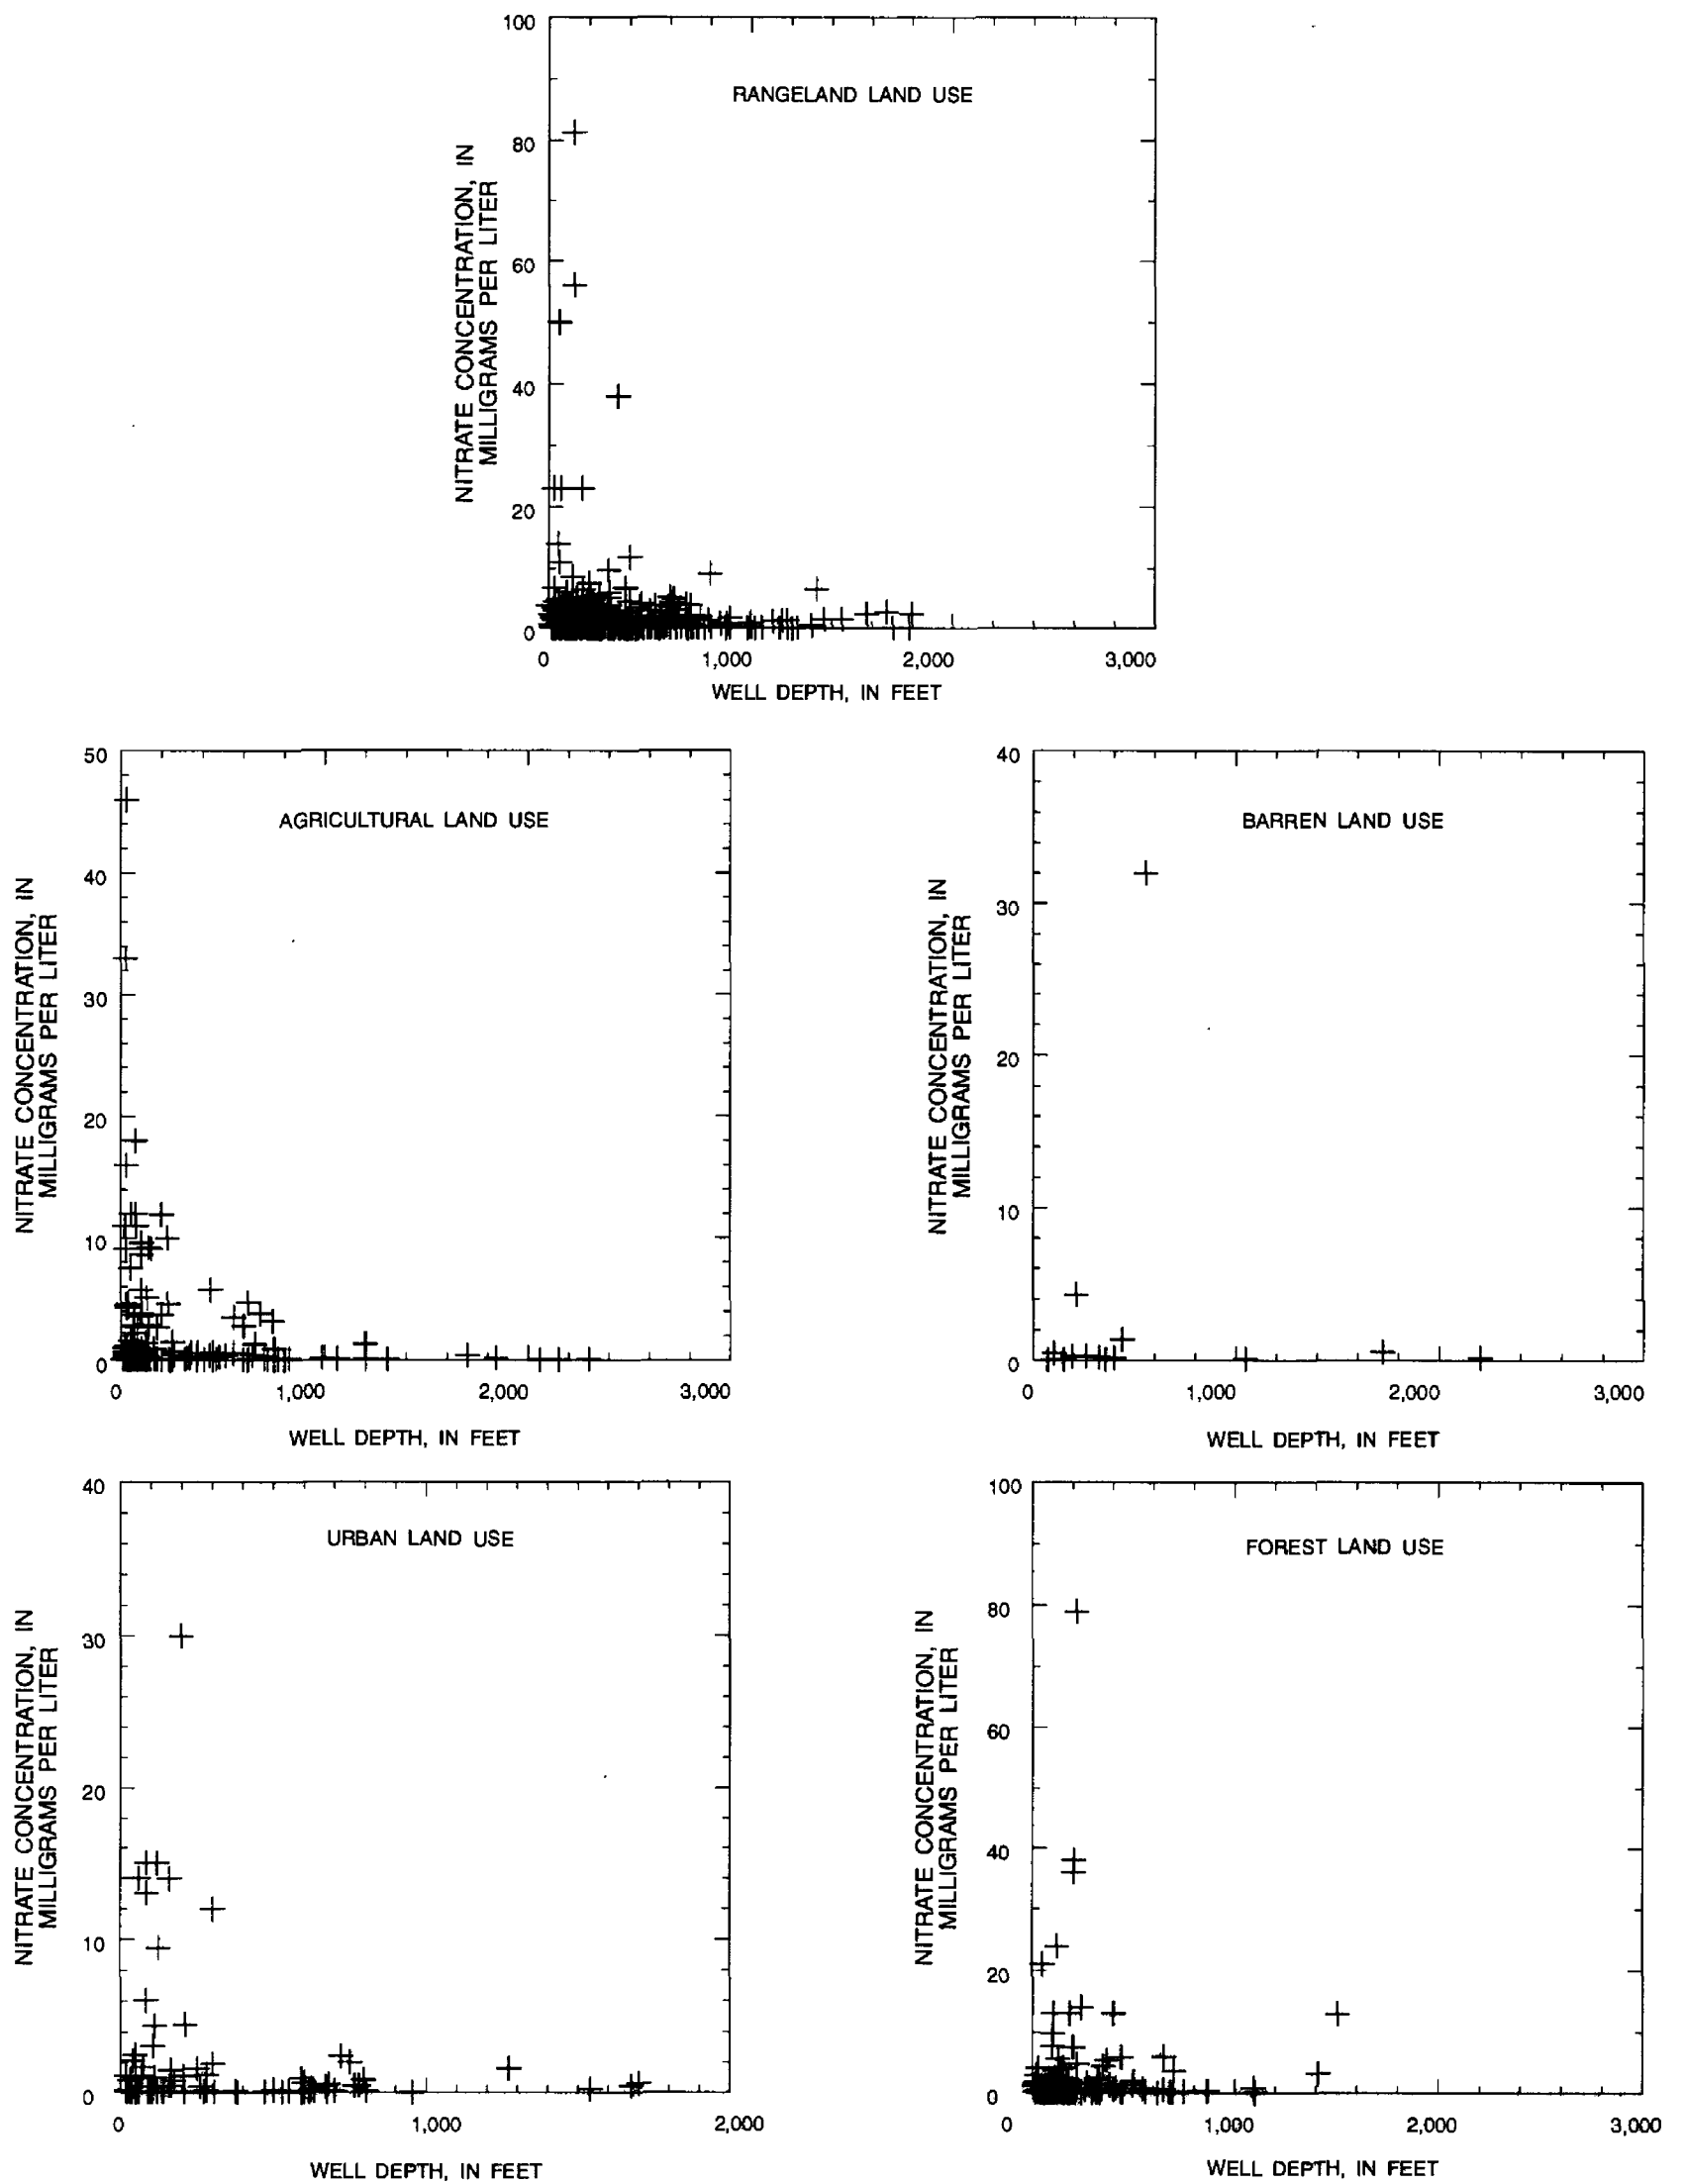 RANGELAND LAND USE
NITRATE CONCENTRATION, IN
MILLIGRAMS PER LITER
100
80
60
40
20
0
0 1,000 2,000 3,000
WELL DEPTH, IN FEET
AGRICULTURAL LAND USE
NITRATE CONCENTRATION, IN
MILLIGRAMS PER LITER
50
40
30
20
10
0
0 1,000 2,000 3,000
WELL DEPTH, IN FEET
BARREN LAND USE
NITRATE CONCENTRATION, IN
MILLIGRAMS PER LITER
40
30
20
10
0
0 1,000 2,000 3,000
WELL DEPTH, IN FEET
URBAN LAND USE
NITRATE CONCENTRATION, IN
MILLIGRAMS PER LITER
40
30
20
10
0
0 1,000 2,000
WELL DEPTH, IN FEET
FOREST LAND USE
NITRATE CONCENTRATION, IN
MILLIGRAMS PER LITER
100
80
60
40
20
0
0 1,000 2,000 3,000
WELL DEPTH, IN FEET